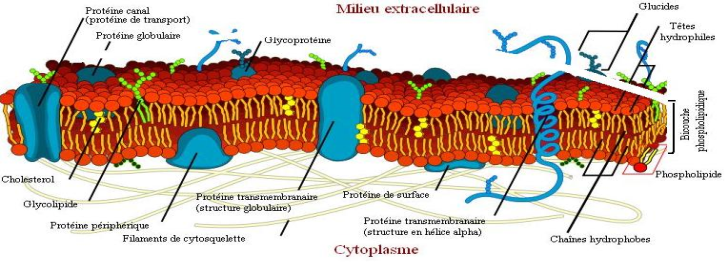 Milieu extracellulaire
Protéine canal
(protéine de transport)
Protéine globulaire
Glycoprotéine
Glucides
Têtes
hydrophiles
Bicouche
phospholipidique
Phospholipide
Cholesterol
Glycolipide
Protéine périphérique
Filaments de cytosquelette
Protéine transmembranaire
(structure globulaire)
Protéine de surface
Protéine transmembranaire
(structure en hélice alpha)
Chaînes hydrophobes
Cytoplasme